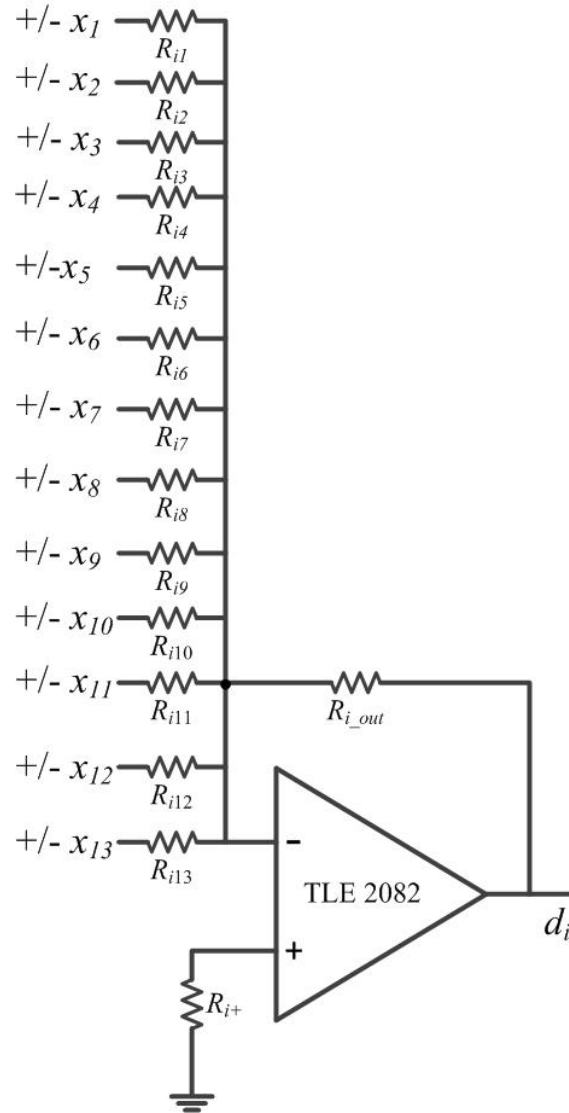 +/- x1
Ri1
+/- x2
Ri2
+/- x3
Ri3
+/- x4
Ri4
+/-x5
Ri5
+/- x6
Ri6
+/- x7
Ri7
+/- x8
Ri8
+/- x9
Ri9
+/- x10
Ri10
+/- x11
Ri11
Ri_out
+/- x12
Ri12
+/- x13
Ri13
-
TLE 2082
di
+
Ri+